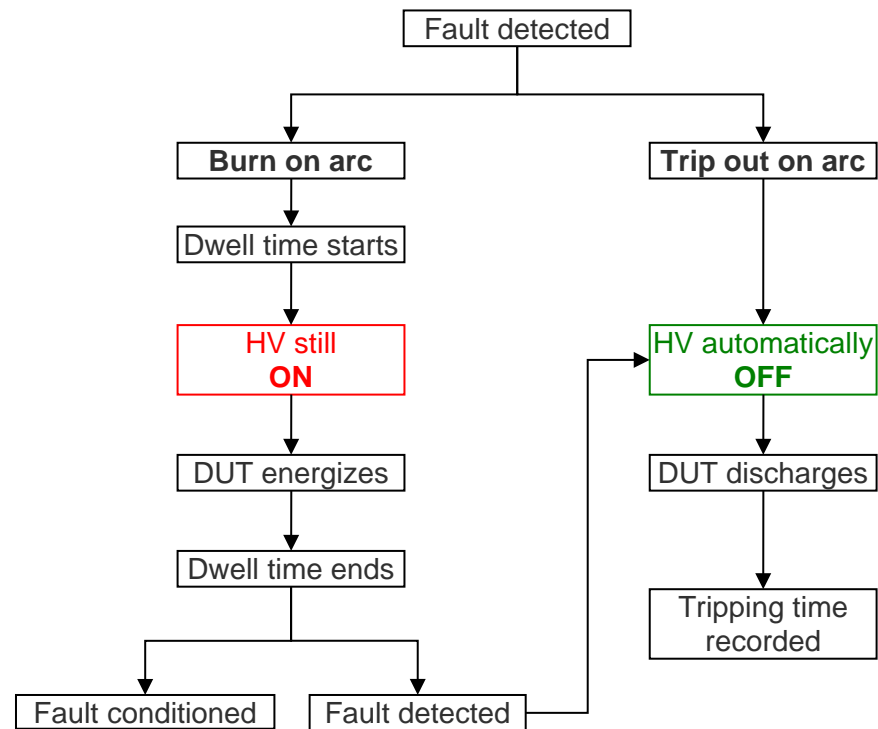 Fault detected
Burn on arc
Trip out on arc
Dwell time starts
HV still
ON
HV automatically
OFF
DUT energizes
DUT discharges
Dwell time ends
Tripping time
recorded
Fault conditioned
Fault detected